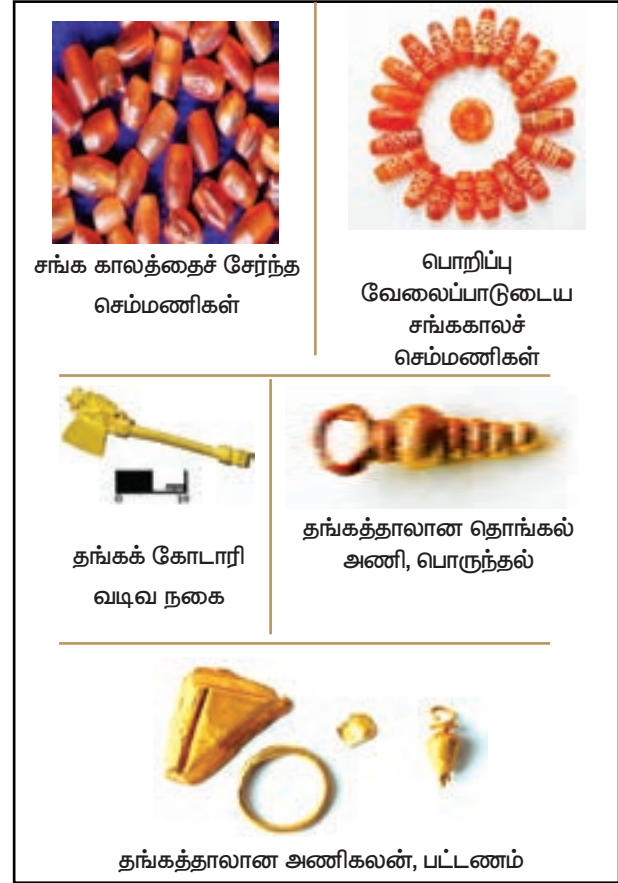 சங்க காலத்தைச் சேர்ந்த
செம்மணிகள்
பொறிப்பு
வேலைப்பாடுடைய
சங்ககாலச்
செம்மணிகள்
தங்கக் கோடாரி
வடிவ நகை
தங்கத்தாலான தொங்கல்
அணி, பொருந்தல்
தங்கத்தாலான அணிகலன், பட்டணம்